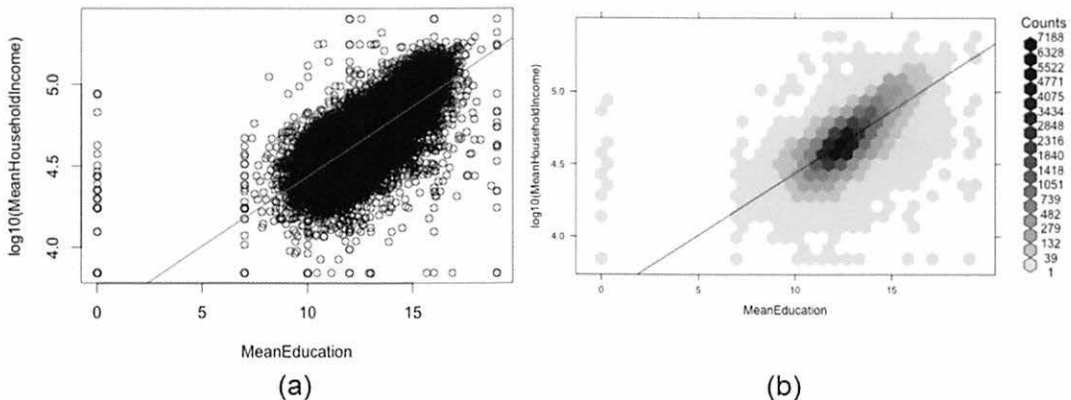 log10(MeanHouseholdIncome)
5.0
4.5
4.0
0 5 10 15
MeanEducation
(a)
log10(MeanHouseholdIncome)
5.0
4.5
4.0
0 5 10 15
MeanEducation
(b)
Counts
7188
6328
5522
4771
4075
3434
2848
2316
1840
1418
1051
739
482
279
132
39
1